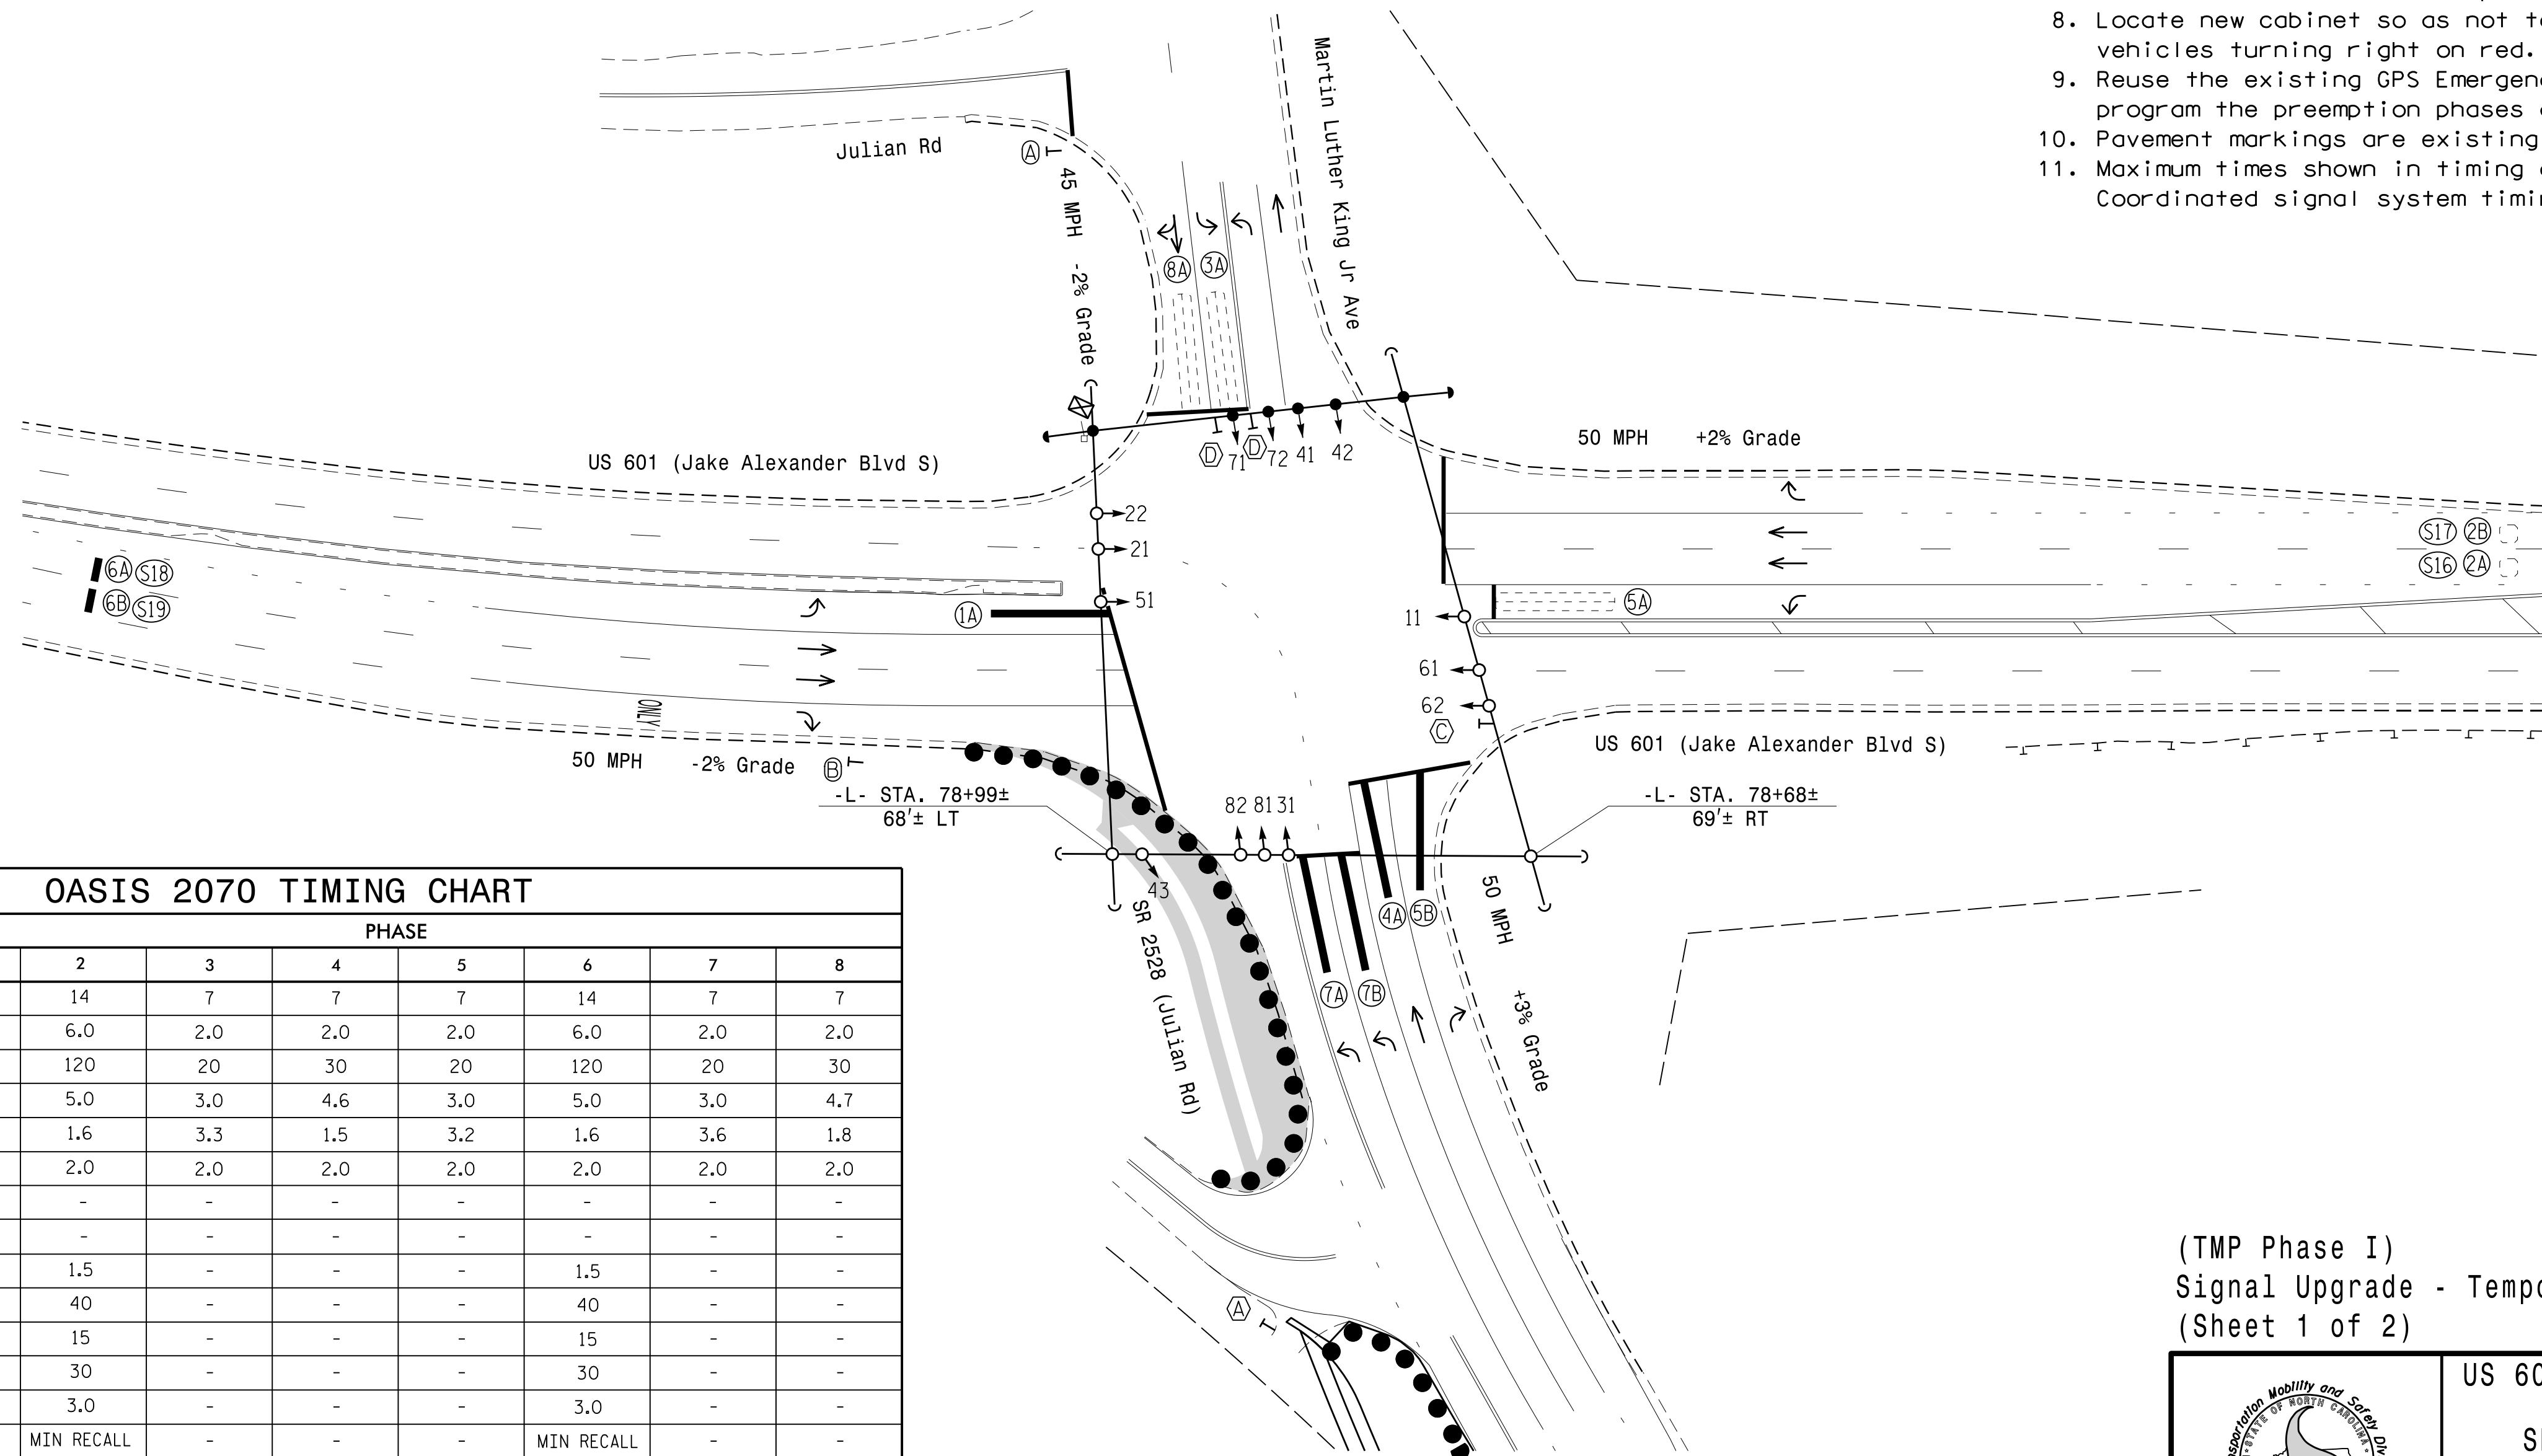 8. Locate new cabinet so as not
vehicles turning right on red.
9. Reuse the existing GPS
program the preemption phases
10. Pavement markings are existing
11. Maximum times shown in timing
Coordinated signal system
Julian Rd
A
45 MPH -2% Grade
Martin Luther King Jr Ave
8A 3A
D 71 D 72 41 42
US 601 (Jake Alexander Blvd S)
50 MPH +2% Grade
22
21
51
6A S18
6B S19
1A
S17 2B
S16 2A
5A
11
61
62
C
ONLY
50 MPH -2% Grade B
US 601 (Jake Alexander Blvd S)
-L- STA. 78+99±
68'± LT
82 81 31
-L- STA. 78+68±
69'± RT
43
SR 2528 (Julian Rd)
4A 5B
7A 7B
50 MPH +3% Grade
A
OASIS 2070 TIMING CHART
PHASE
2 3 4 5 6 7 8
14 7 7 7 14 7 7
6.0 2.0 2.0 2.0 6.0 2.0 2.0
120 20 30 20 120 20 30
5.0 3.0 4.6 3.0 5.0 3.0 4.7
1.6 3.3 1.5 3.2 1.6 3.6 1.8
2.0 2.0 2.0 2.0 2.0 2.0 2.0
- - - - - - -
- - - - - - -
1.5 - - - 1.5 - -
40 - - - 40 - -
15 - - - 15 - -
30 - - - 30 - -
3.0 - - - 3.0 - -
MIN RECALL - - - MIN RECALL - -
(TMP Phase I)
Signal Upgrade -
(Sheet 1 of 2)
US
Mobility and Safety
STATE OF NORTH CAROLINA